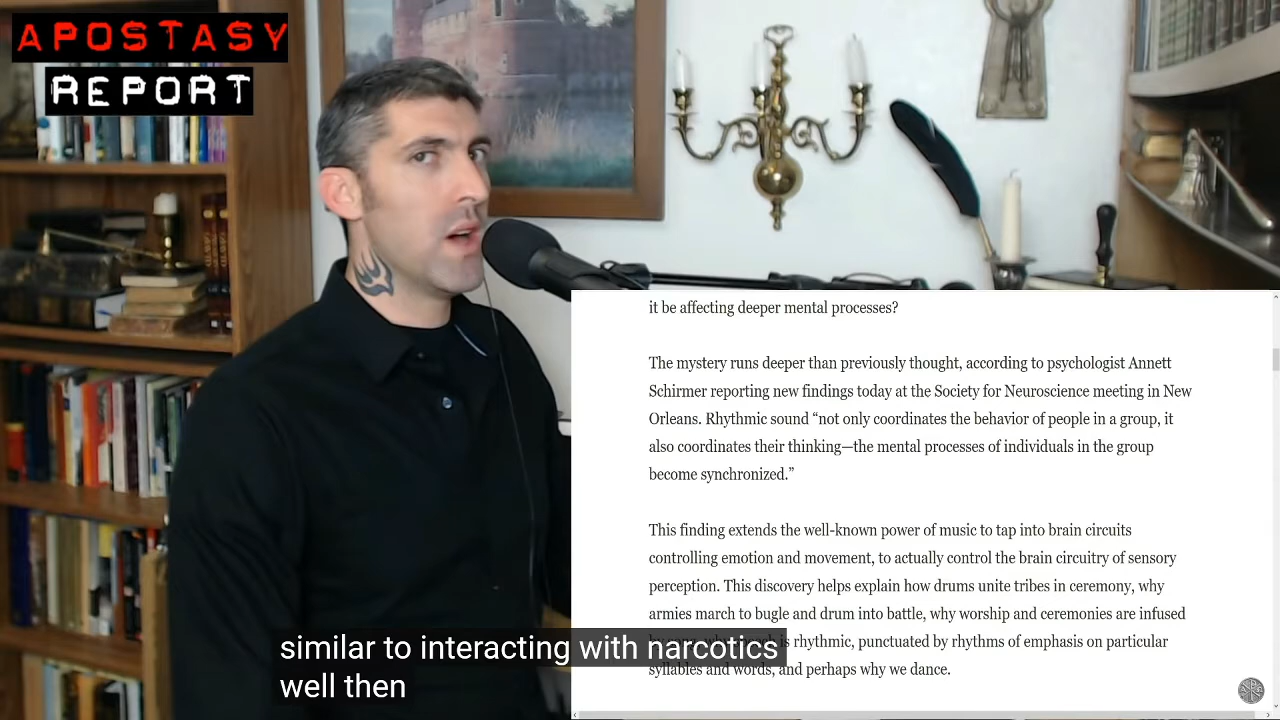 APOSTASY
REPORT
it be affecting deeper mental processes?
The mystery runs deeper than previously thought, according to psychologist Annett
Schirmer reporting new findings today at the Society for Neuroscience meeting in New
Orleans. Rhythmic sound “not only coordinates the behavior of people in a group, it
also coordinates their thinking—the mental processes of individuals in the group
become synchronized.”
This finding extends the well-known power of music to tap into brain circuits
controlling emotion and movement, to actually control the brain circuitry of sensory
perception. This discovery helps explain how drums unite tribes in ceremony, why
armies march to bugle and drum into battle, why worship and ceremonies are infused
is rhythmic, punctuated by rhythms of emphasis on particular
syllables and words, and perhaps why we dance.
similar to interacting with narcotics
well then